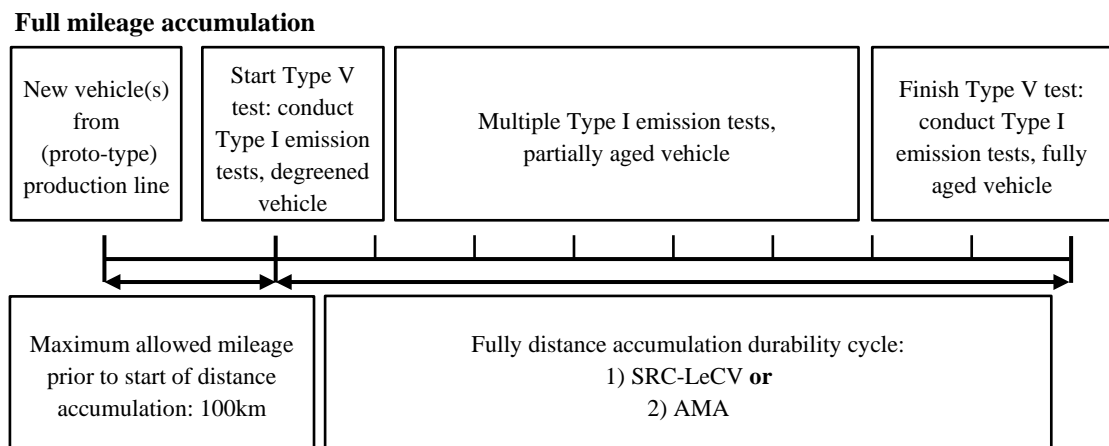 Full mileage accumulation
New vehicle(s)
from
(proto-type)
production line
Start Type V
test: conduct
Type I emission
tests, degreened
vehicle
Multiple Type I emission tests,
partially aged vehicle
Finish Type V test:
conduct Type I
emission tests, fully
aged vehicle
Maximum allowed mileage
prior to start of distance
accumulation: 100km
Fully distance accumulation durability cycle:
1) SRC-LeCV or
2) AMA